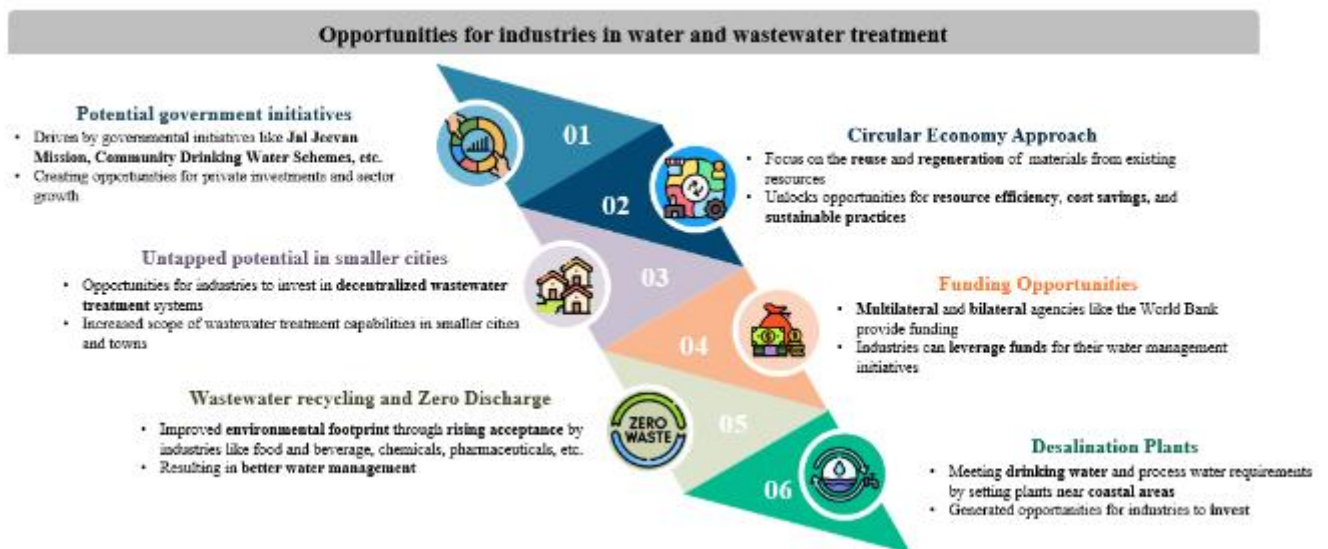 Opportunities for industries in water and wastewater treatment
Potential government initiatives
• Driven by governmental initiatives like Jal Jeevan
Mission, Community Drinking Water Schemes, etc.
• Creating opportunities for private investments and sector
growth
01
Circular Economy Approach
• Focus on the reuse and regeneration of materials from existing
resources
• Unlocks opportunities for resource efficiency, cost savings, and
sustainable practices
02
Untapped potential in smaller cities
• Opportunities for industries to invest in decentralized wastewater
treatment systems
• Increased scope of wastewater treatment capabilities in smaller cities
and towns
03
Funding Opportunities
• Multilateral and bilateral agencies like the World Bank
provide funding
• Industries can leverage funds for their water management
initiatives
04
Wastewater recycling and Zero Discharge
• Improved environmental footprint through rising acceptance by
industries like food and beverage, chemicals, pharmaceuticals, etc.
• Resulting in better water management
ZERO
WASTE
05
Desalination Plants
• Meeting drinking water and process water requirements
by setting plants near coastal areas
• Generated opportunities for industries to invest
06